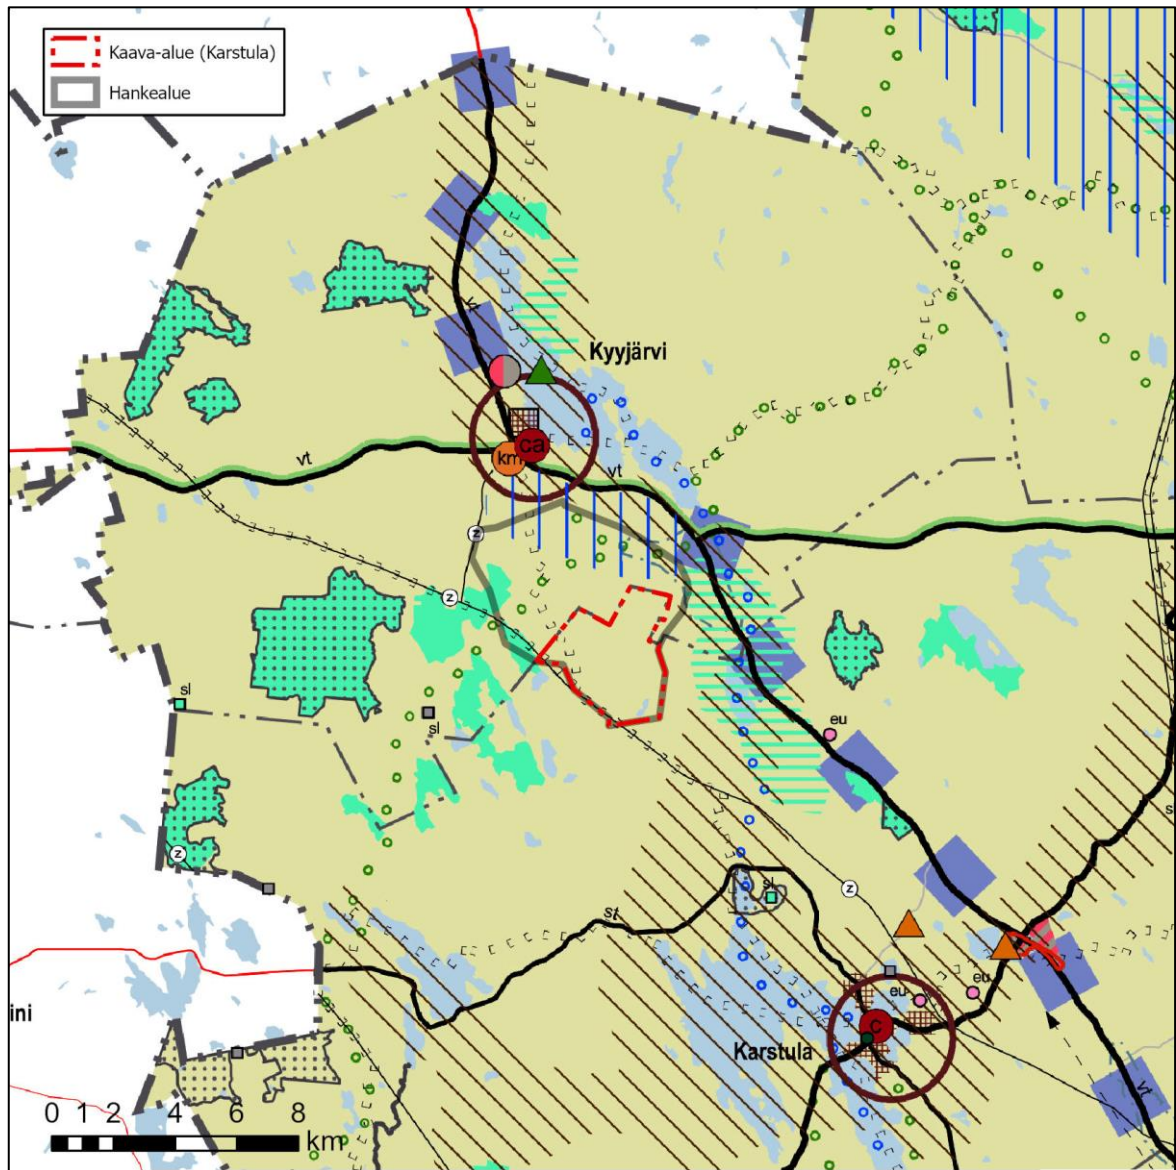 Kaava-alue (Karstula)
Hankealue
vt
Kyyjärvi
ca
km
vt
vt
z
z
sl
sl
eu
s
z
sl
z
st
eu
eu
ini
c
Karstula
vt
0 1 2 4 6 8
km